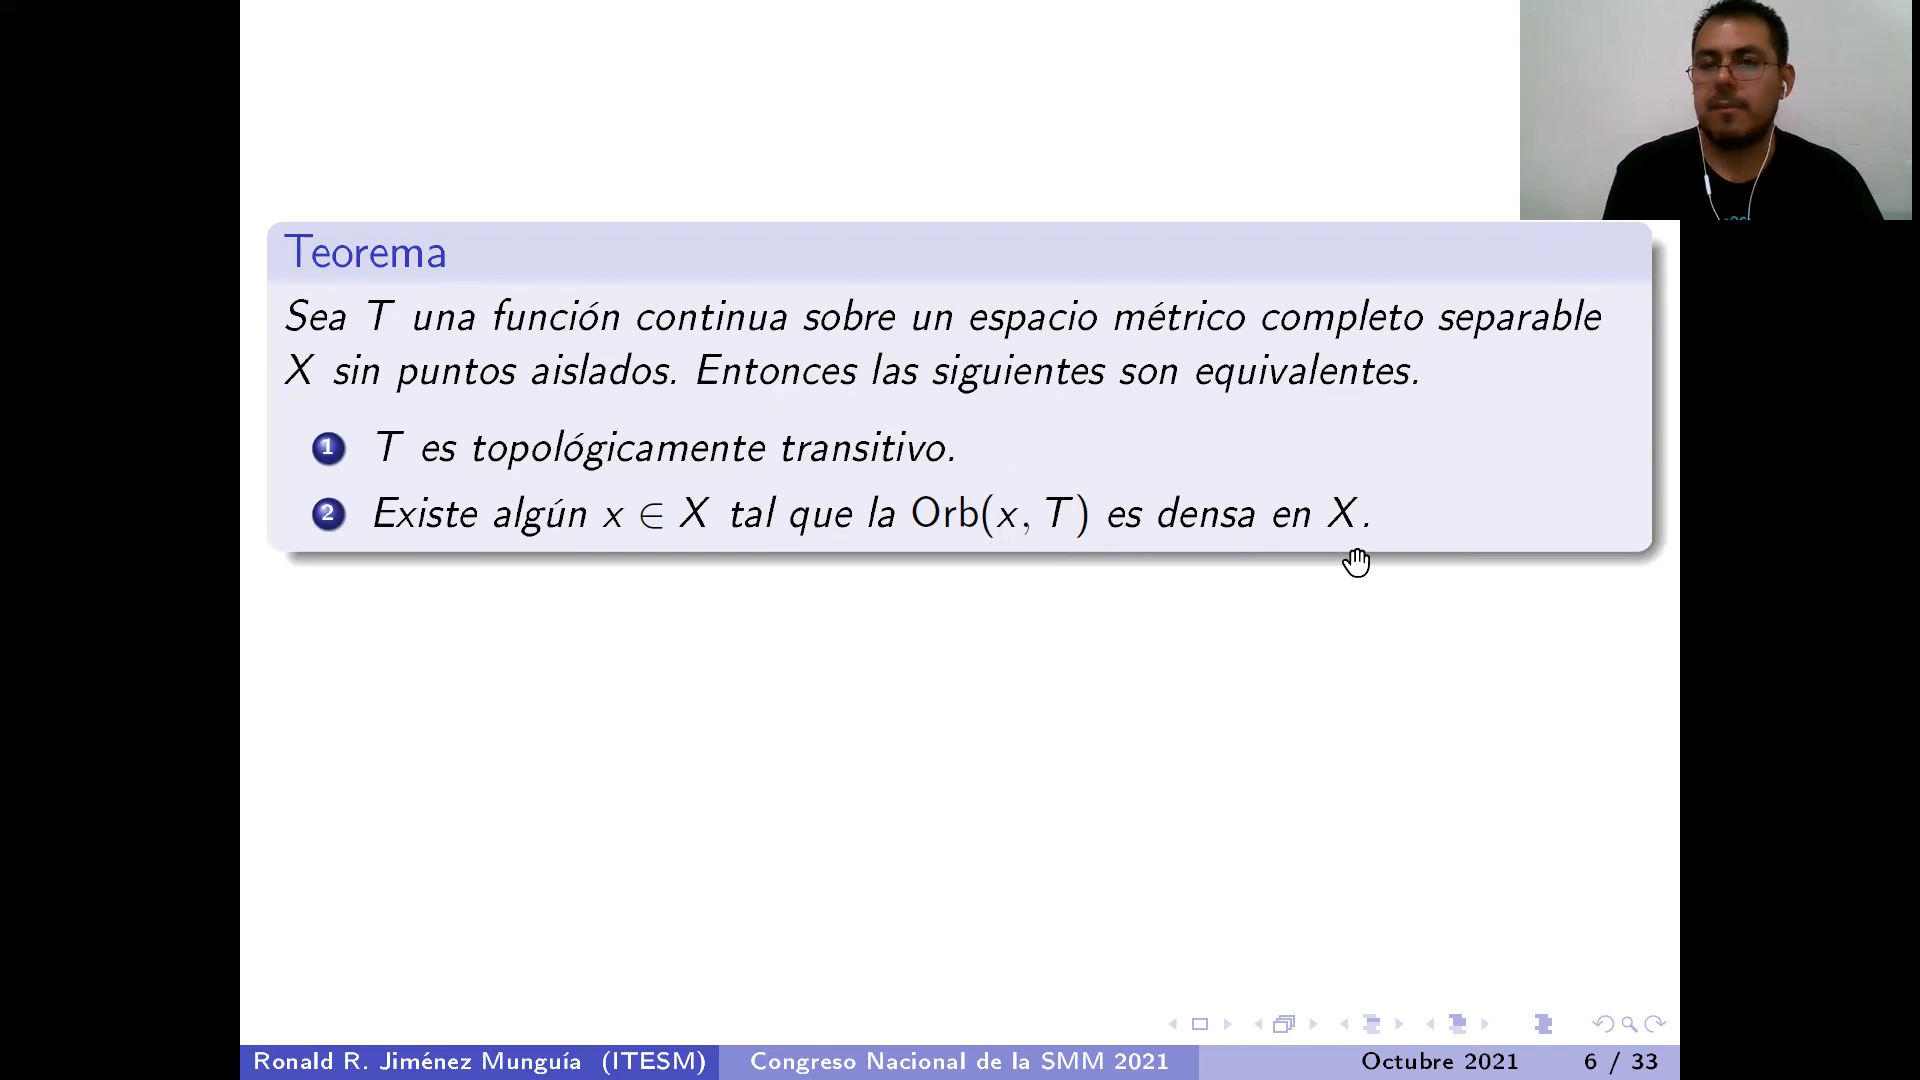 Teorema
Sea T una función continua sobre un espacio métrico completo separable
X sin puntos aislados. Entonces las siguientes son equivalentes.
1 T es topológicamente transitivo.
2 Existe algún x ∈ X tal que la Orb(x, T) es densa en X.
Ronald R. Jiménez Munguía (ITESM) Congreso Nacional de la SMM 2021 Octubre 2021 6 / 33